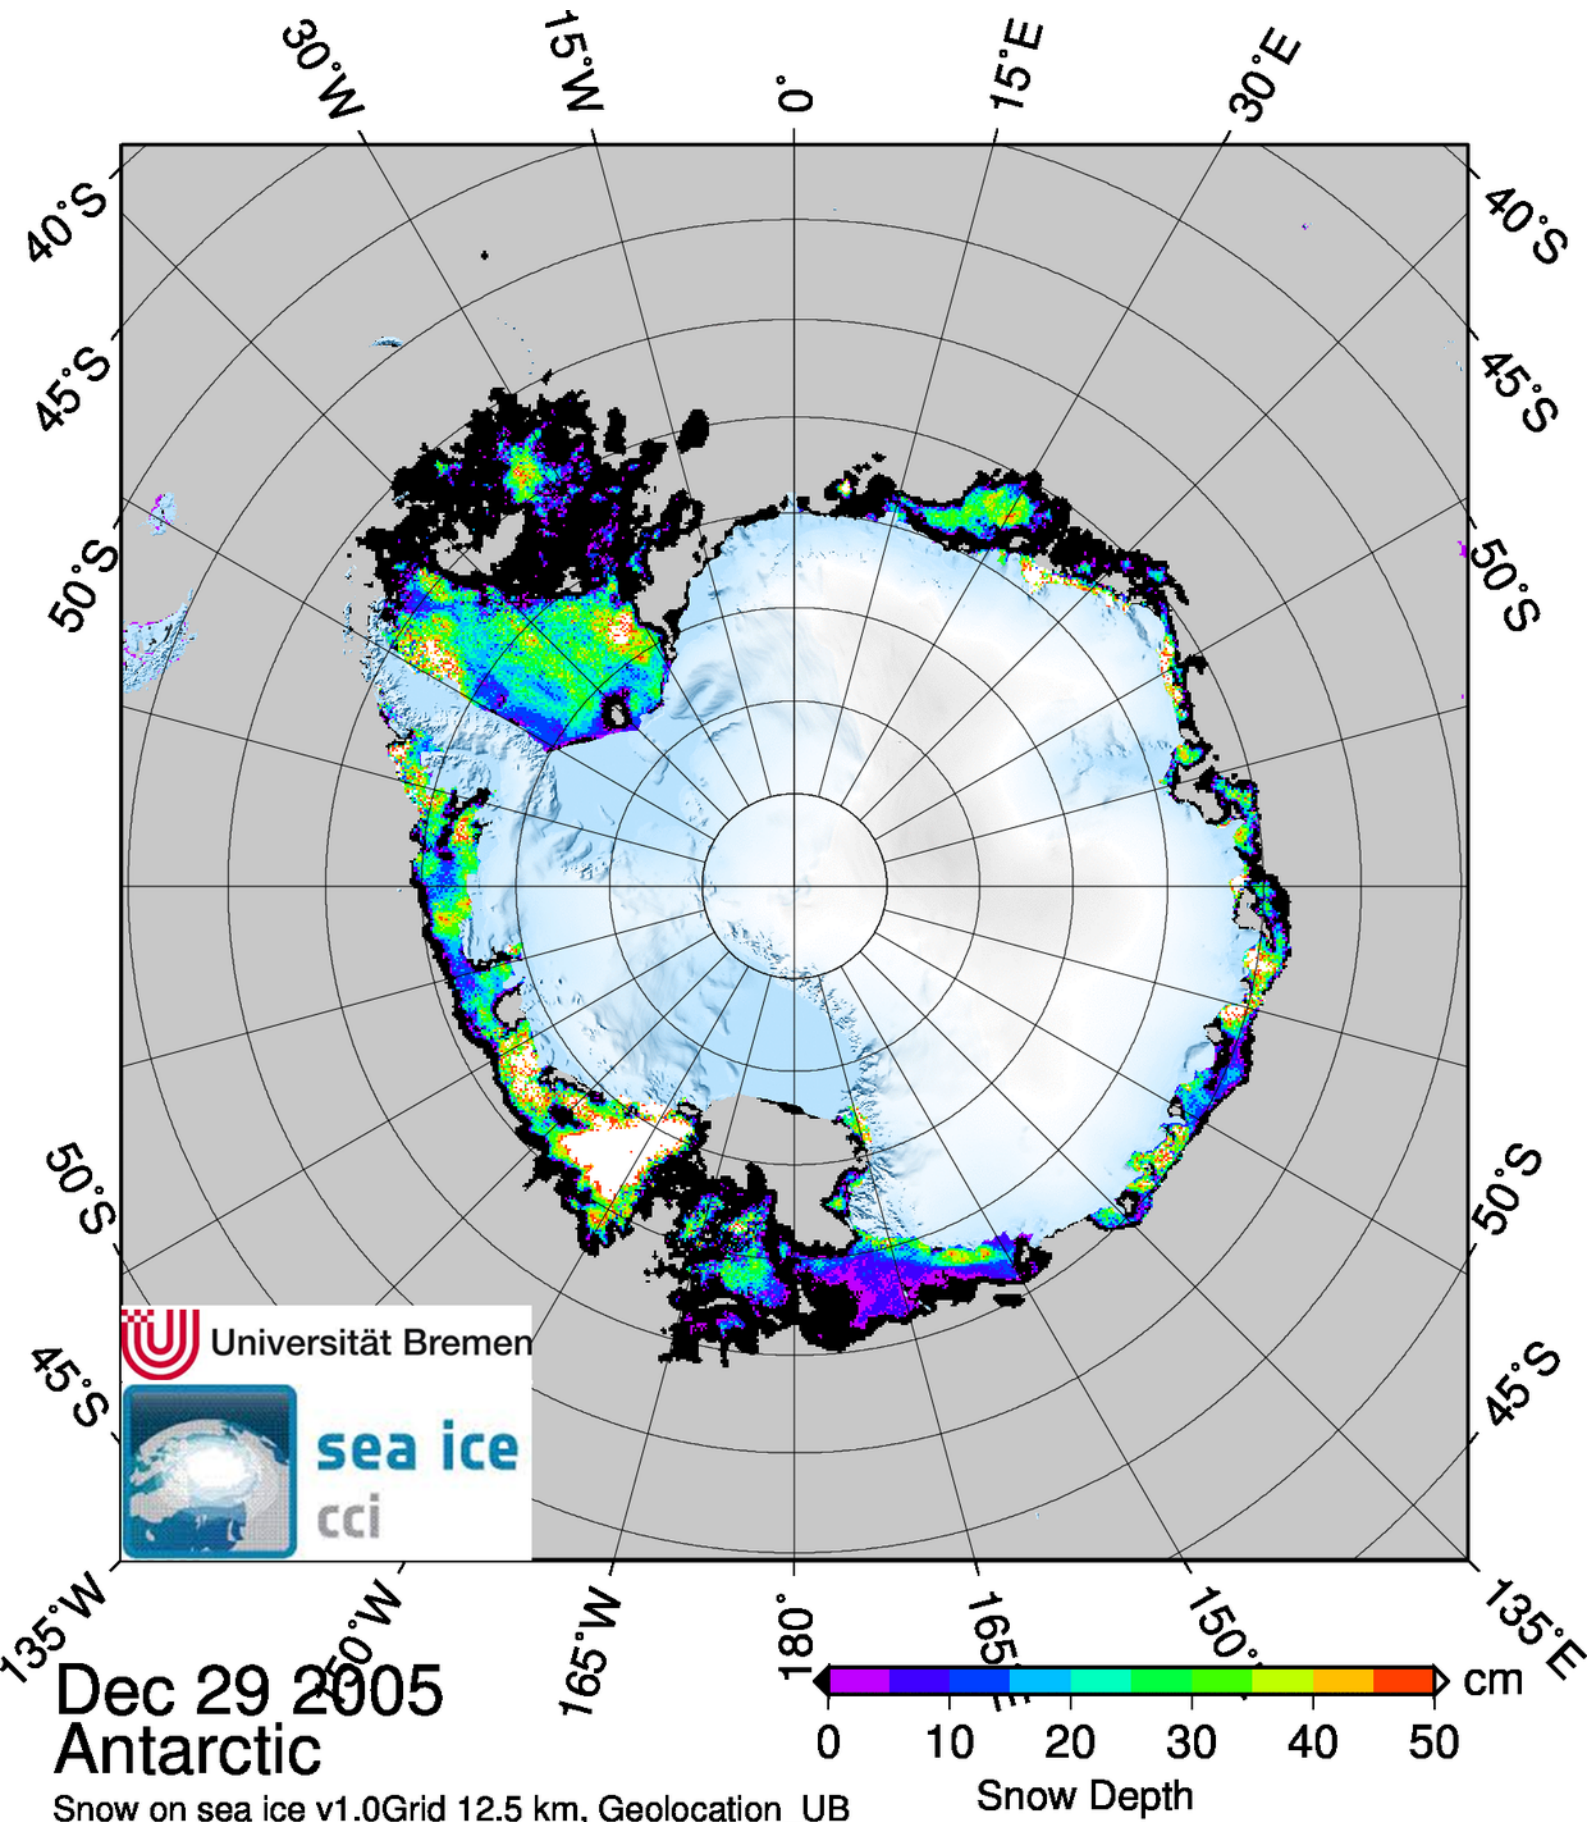 30°W
15°W
0°
15°E
30°E
40°S
40°S
45°S
45°S
50°S
50°S
50°S
50°S
45°S
45°S
Universität Bremen
sea ice
cci
135°W
165°W
180°
165°E
150°
135°E
Dec 29 2005
Antarctic
Snow on sea ice v1.0Grid 12.5 km, Geolocation UB
cm
0 10 20 30 40 50
Snow Depth